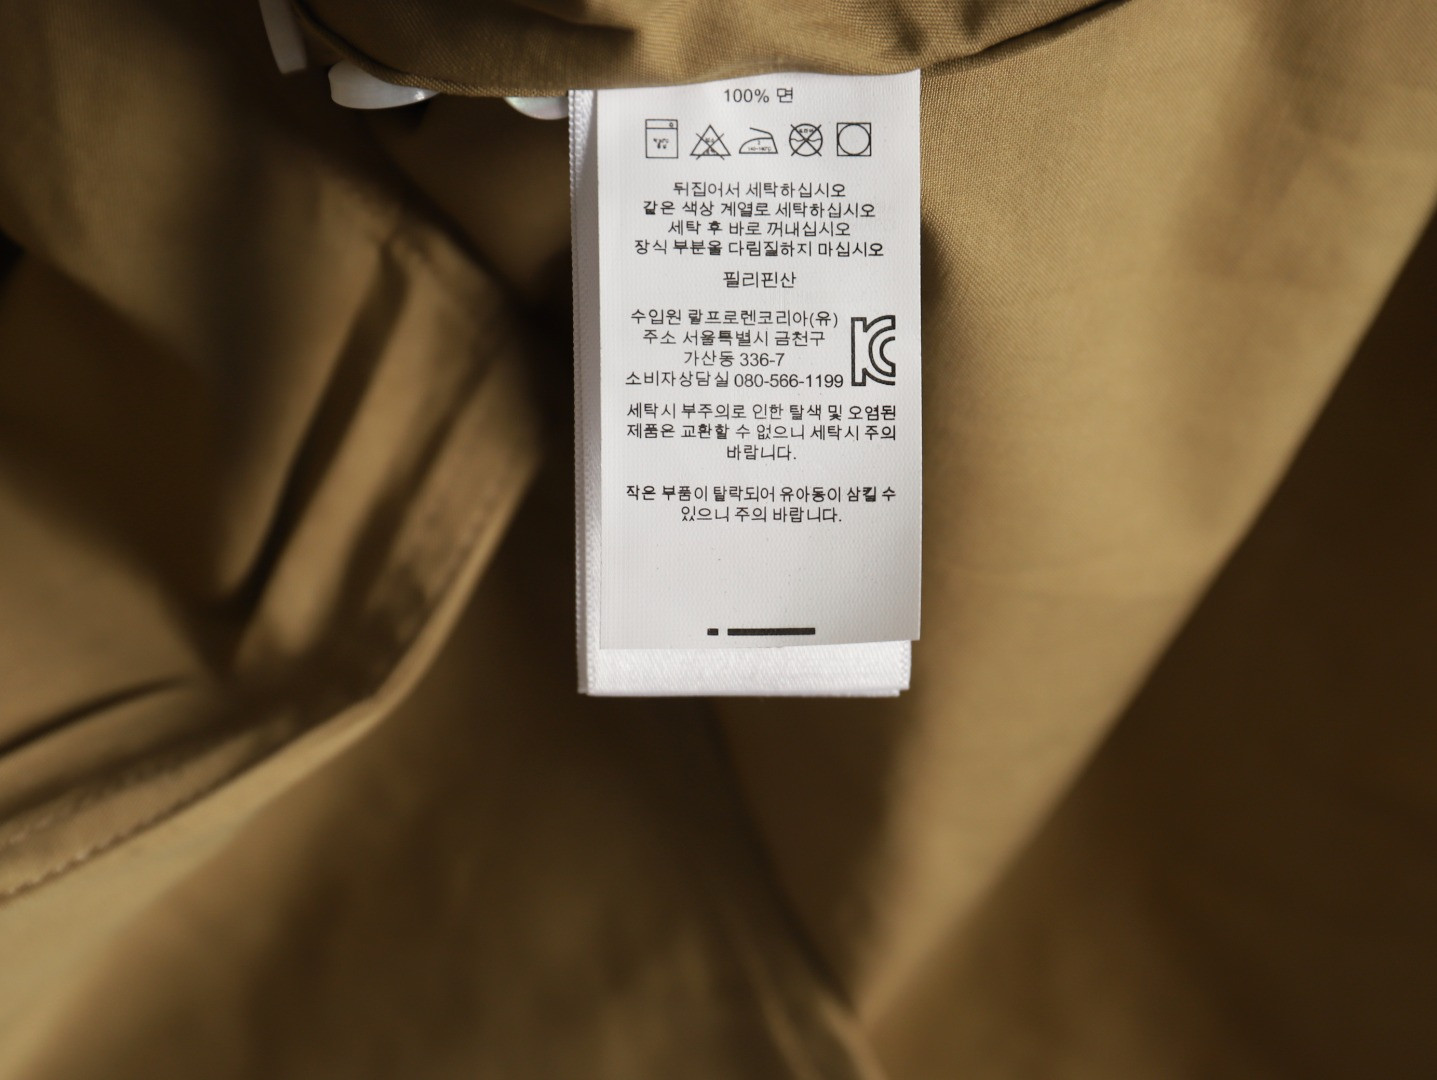 100% 면
뒤집어서 세탁하십시오
같은 색상 계열로 세탁하십시오
세탁 후 바로 꺼내십시오
장식 부분을 다림질하지 마십시오
필리핀산
수입원 랄프로렌코리아(유)
주소 서울특별시 금천구
가산동 336-7
소비자상담실 080-566-1199
세탁시 부주의로 인한 탈색 및 오염된
제품은 교환할 수 없으니 세탁시 주의
바랍니다.
작은 부품이 탈락되어 유아동이 삼킬 수
있으니 주의 바랍니다.